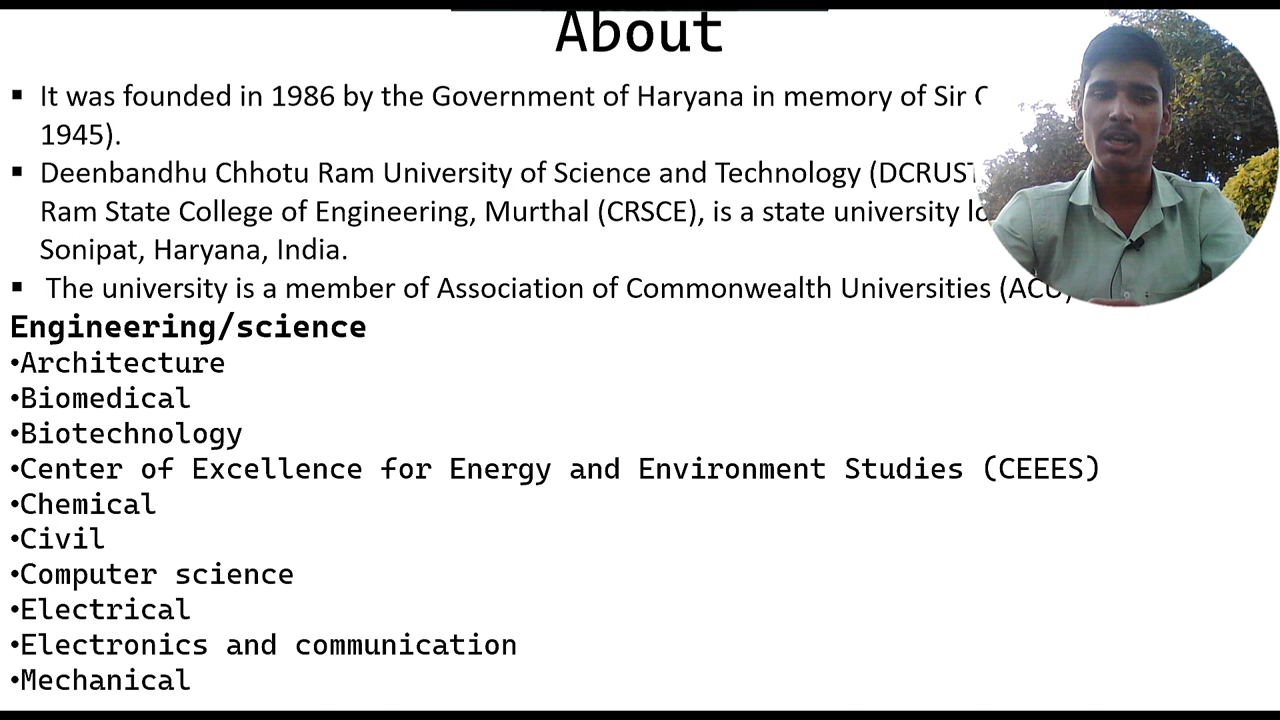 About
▪ It was founded in 1986 by the Government of Haryana in memory of Sir
1945).
▪ Deenbandhu Chhotu Ram University of Science and Technology (DCRUST
Ram State College of Engineering, Murthal (CRSCE), is a state university
Sonipat, Haryana, India.
▪ The university is a member of Association of Commonwealth Universities (ACU)
Engineering/science
•Architecture
•Biomedical
•Biotechnology
•Center of Excellence for Energy and Environment Studies (CEEES)
•Chemical
•Civil
•Computer science
•Electrical
•Electronics and communication
•Mechanical